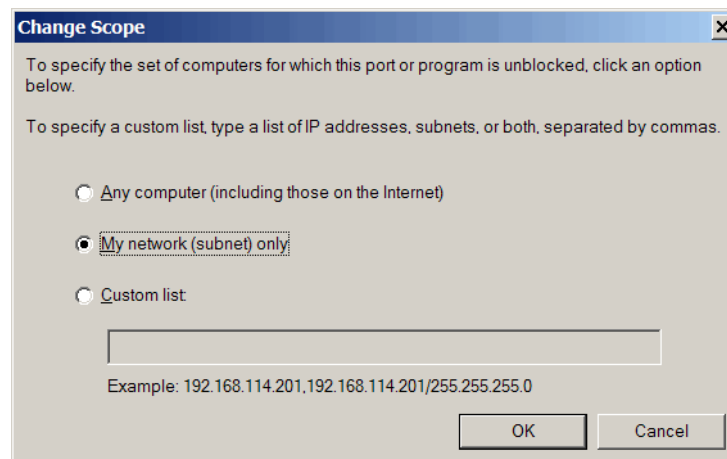 Change Scope
To specify the set of computers for which this port or program is unblocked, click an option
below.
To specify a custom list, type a list of IP addresses, subnets, or both, separated by commas.
Any computer (including those on the Internet)
My network (subnet) only
Custom list:
Example: 192.168.114.201,192.168.114.201/255.255.255.0
OK
Cancel